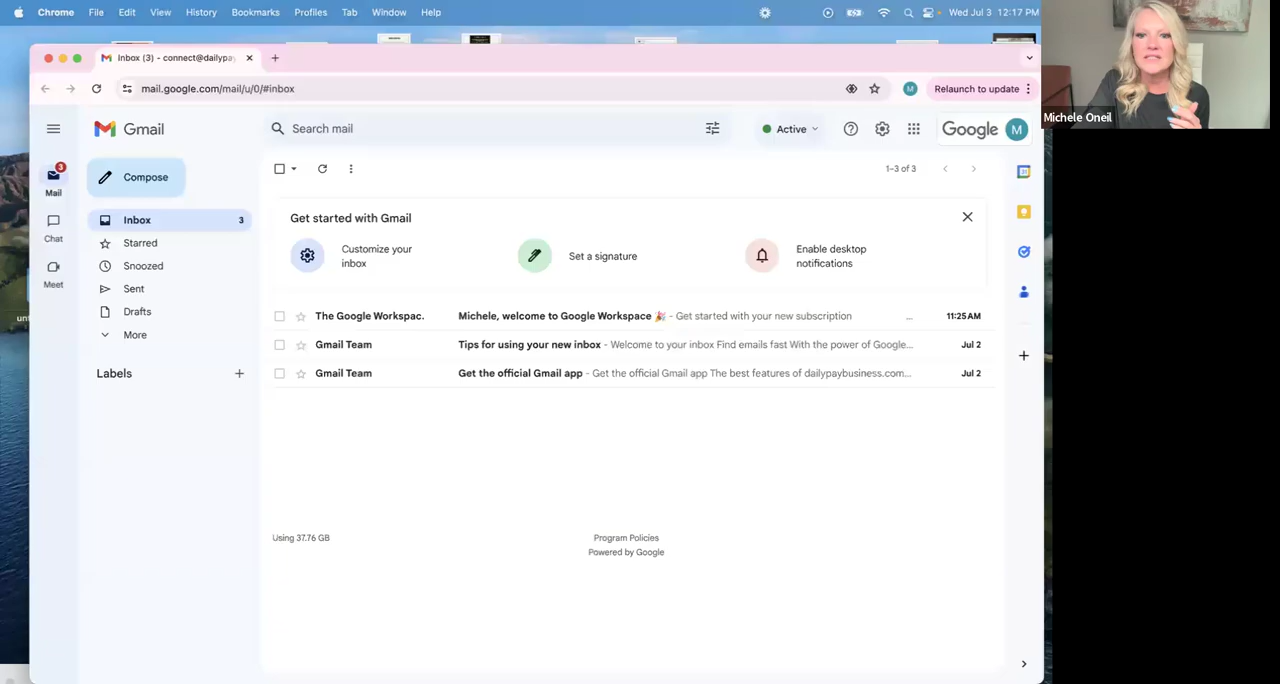 Chrome File Edit View History Bookmarks Profiles Tab Window Help Wed Jul 3 12:17 PM
Inbox (3) - connect@dailypay
mail.google.com/mail/u/0/#inbox M Relaunch to update
Gmail Search mail Active Google M
3
Mail
Chat
Meet
Compose
Inbox 3
Starred
Snoozed
Sent
Drafts
More
Labels
1–3 of 3
Get started with Gmail
Customize your
inbox
Set a signature
Enable desktop
notifications
The Google Workspac. Michele, welcome to Google Workspace 🎉 - Get started with your new subscription ... 11:25 AM
Gmail Team Tips for using your new inbox - Welcome to your inbox Find emails fast With the power of Google... Jul 2
Gmail Team Get the official Gmail app - Get the official Gmail app The best features of dailypaybusiness.com... Jul 2
Using 37.76 GB
Program Policies
Powered by Google
Michele Oneil